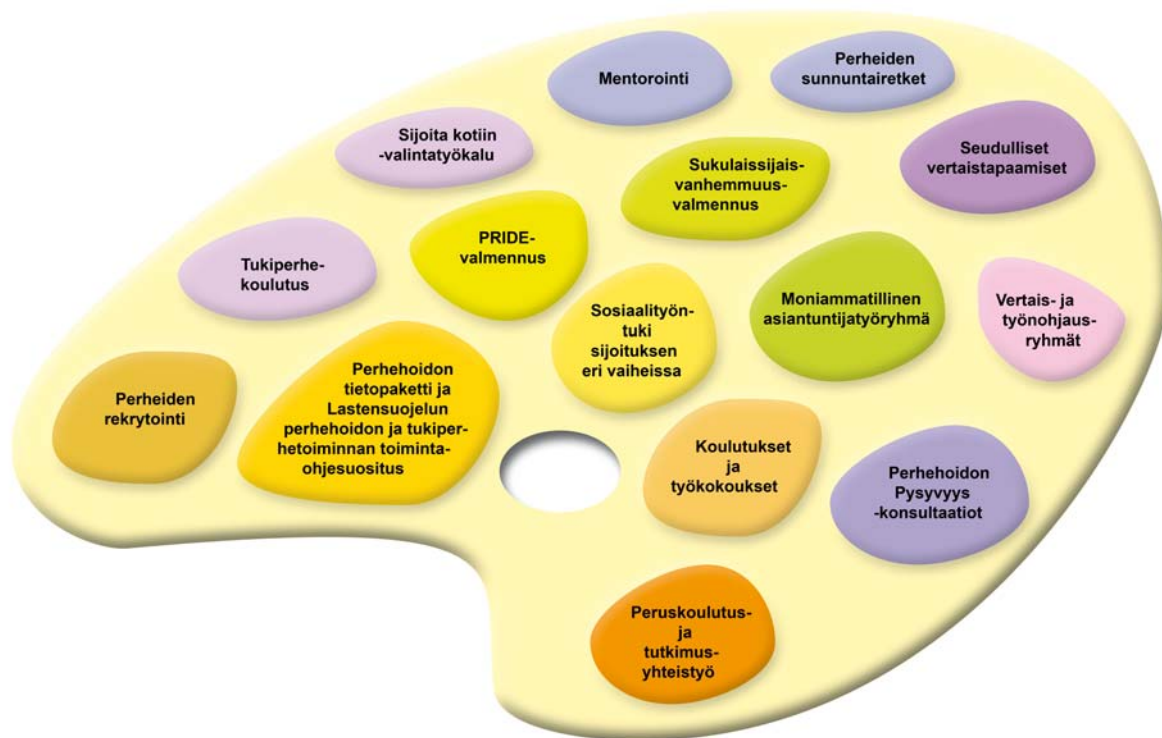 Mentorointi
Perheiden
sunnuntairetket
Sijoita kotiin
-valintatyökalu
Sukulaissijais-
vanhemmuus-
valmennus
Seudulliset
vertaistapaamiset
Tukiperhe-
koulutus
PRIDE-
valmennus
Sosiaalityön-
tuki
sijoituksen
eri vaiheissa
Moniammatillinen
asiantuntijatyöryhmä
Vertais- ja
työnohjaus-
ryhmät
Perheiden
rekrytointi
Perhehoidon
tietopaketti ja
Lastensuojelun
perhehoidon ja tukiper-
hetoiminnan toiminta-
ohjesuositus
Koulutukset
ja
työkokoukset
Perhehoidon
Pysyvyys
-konsultaatiot
Peruskoulutus-
ja
tutkimus-
yhteistyö